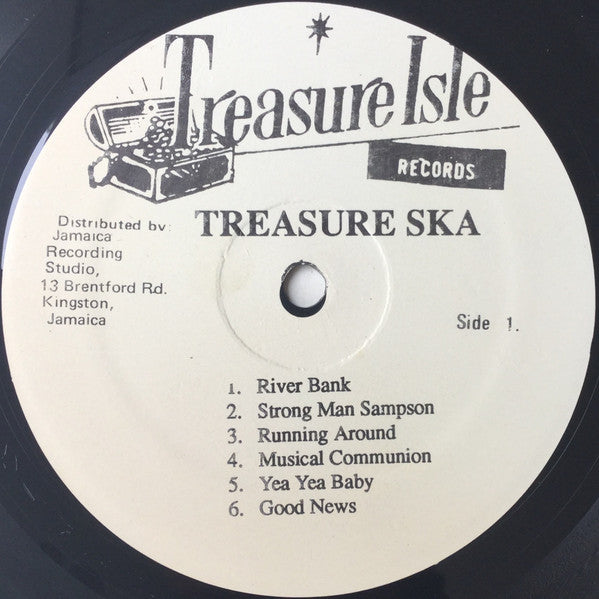 Treasure Isle
RECORDS
TREASURE SKA
Distributed by:
Jamaica
Recording
Studio,
13 Brentford Rd.
Kingston,
Jamaica
Side 1.
1. River Bank
2. Strong Man Sampson
3. Running Around
4. Musical Communion
5. Yea Yea Baby
6. Good News